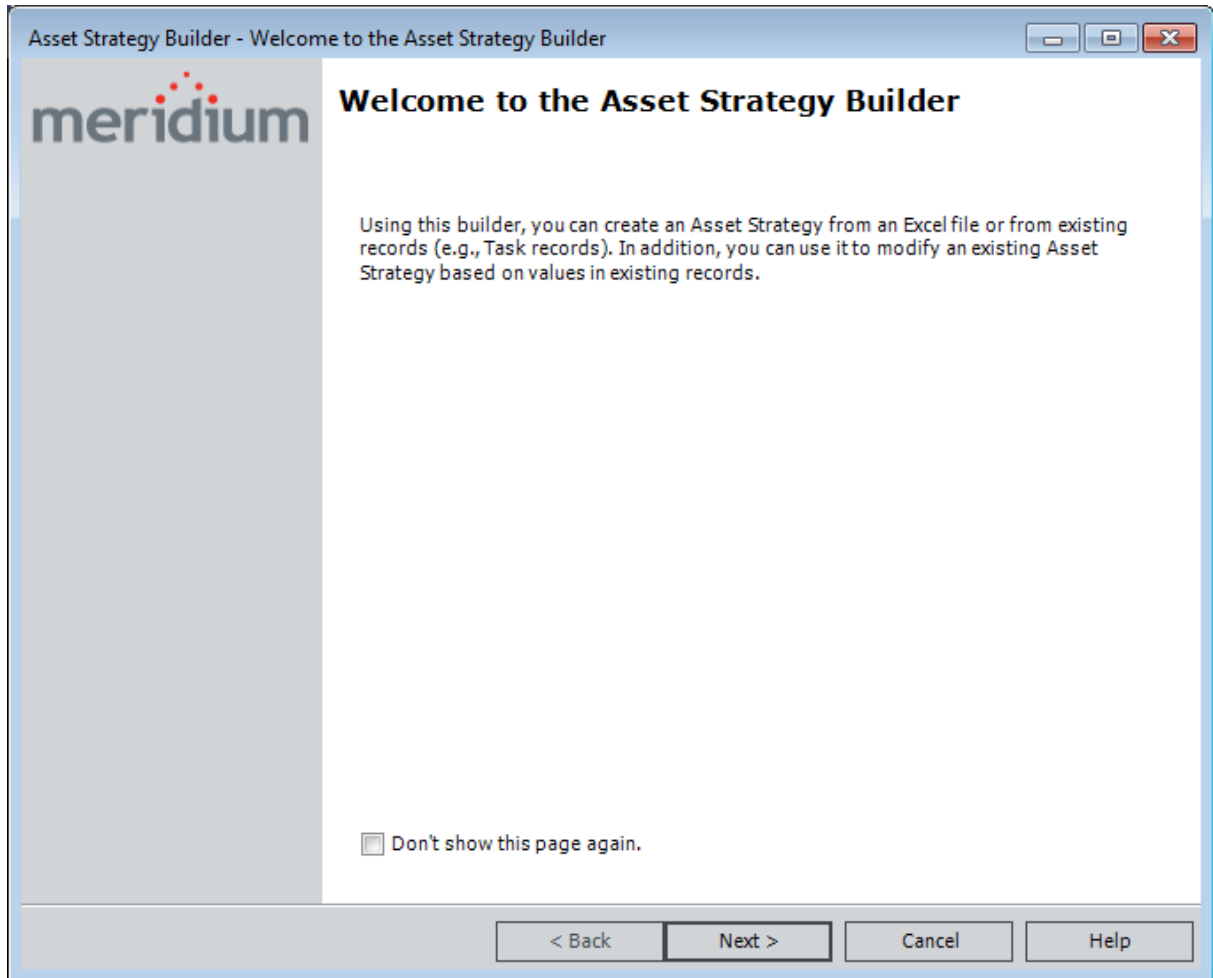 Asset Strategy Builder - Welcome to the Asset Strategy Builder
meridium
Welcome to the Asset Strategy Builder
Using this builder, you can create an Asset Strategy from an Excel file or from existing
records (e.g., Task records). In addition, you can use it to modify an existing Asset
Strategy based on values in existing records.
Don't show this page again.
< Back
Next >
Cancel
Help